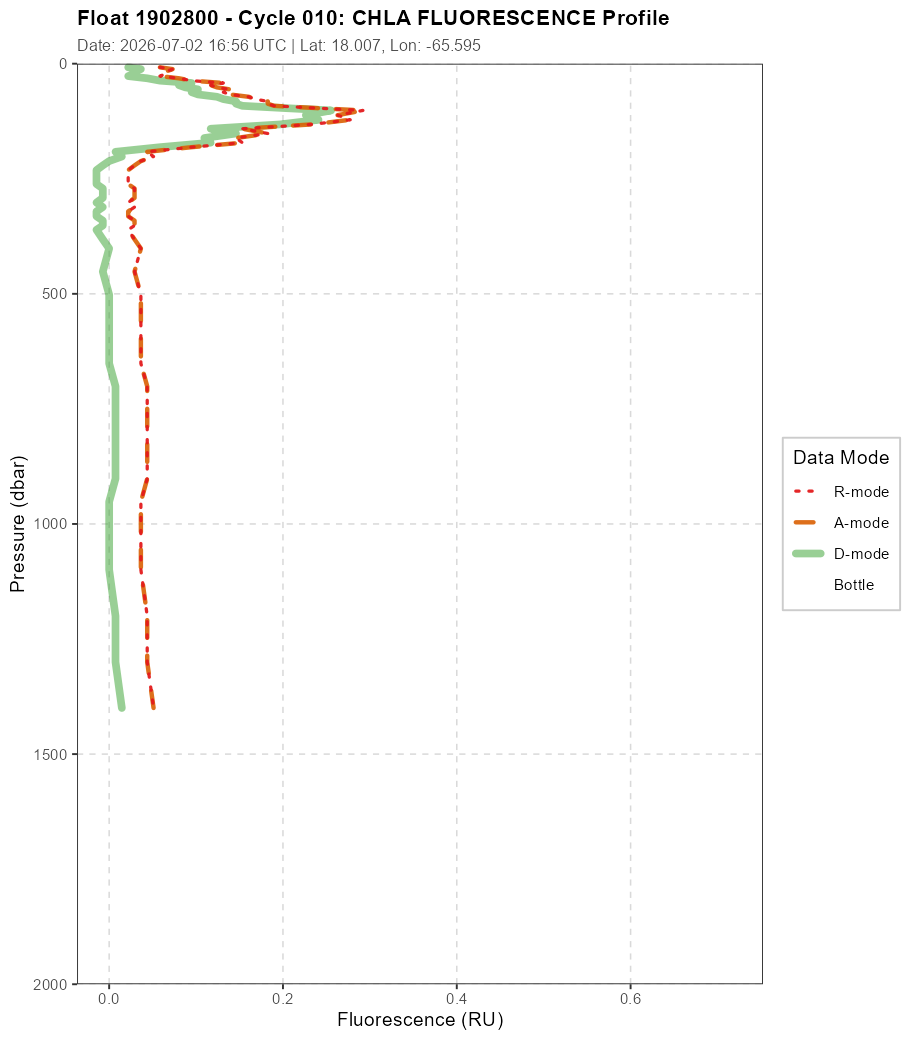 Float 1902800 - Cycle 010: CHLA FLUORESCENCE Profile
Date: 2026-07-02 16:56 UTC | Lat: 18.007, Lon: -65.595
0
500
1000
1500
2000
Pressure (dbar)
0.0
0.2
0.4
0.6
Fluorescence (RU)
Data Mode
R-mode
A-mode
D-mode
Bottle